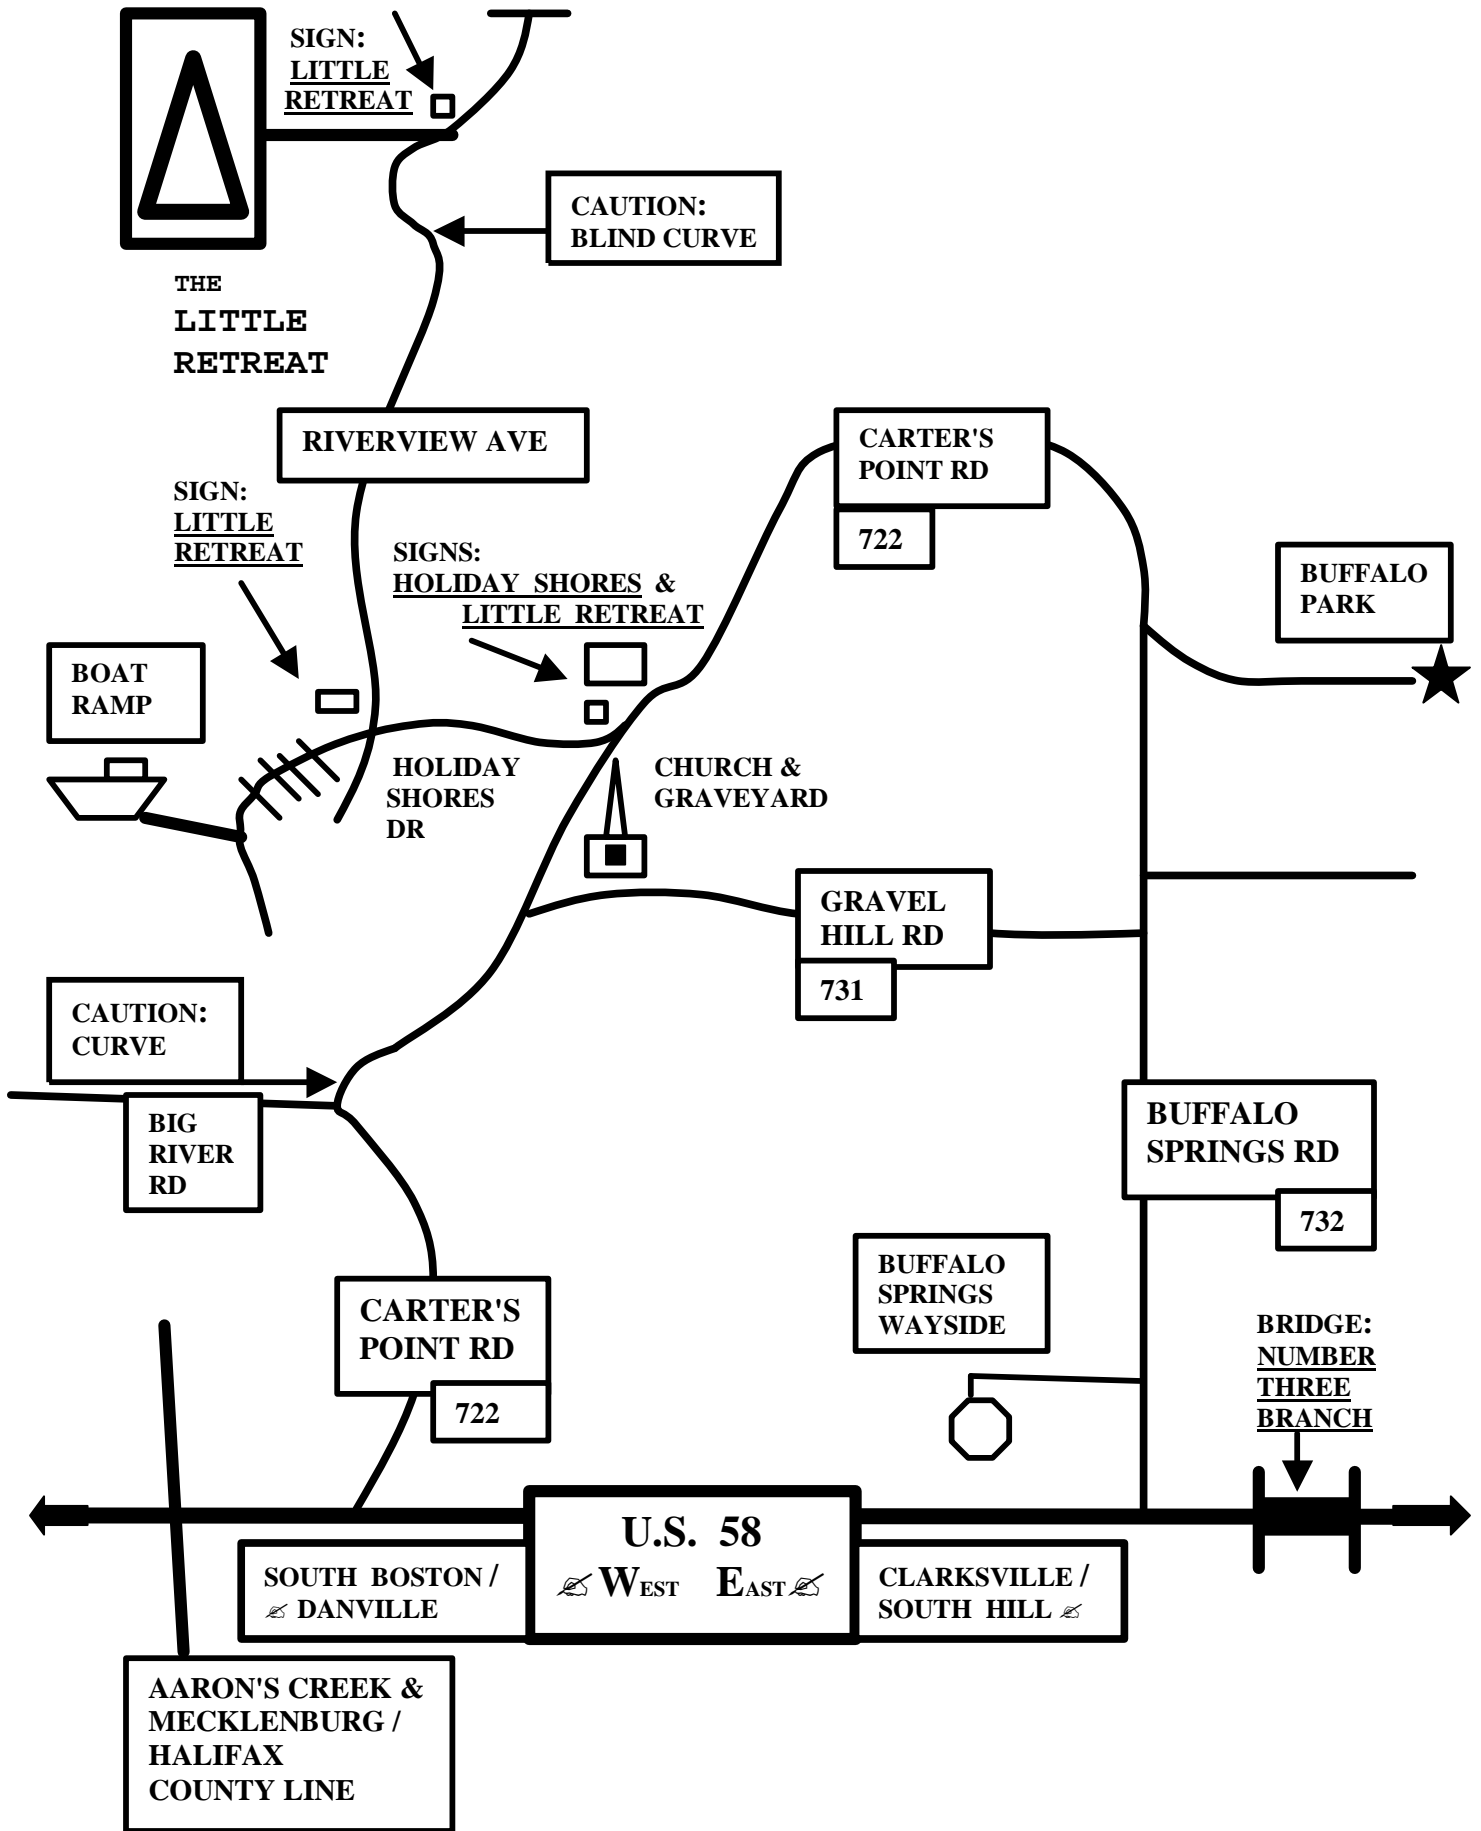 SIGN:
LITTLE
RETREAT
CAUTION:
BLIND CURVE
THE
LITTLE
RETREAT
RIVERVIEW AVE
CARTER'S
POINT RD
722
SIGN:
LITTLE
RETREAT
SIGNS:
HOLIDAY SHORES &
LITTLE RETREAT
BUFFALO
PARK
BOAT
RAMP
HOLIDAY
SHORES
DR
CHURCH &
GRAVEYARD
GRAVEL
HILL RD
731
CAUTION:
CURVE
BIG
RIVER
RD
BUFFALO
SPRINGS RD
732
BUFFALO
SPRINGS
WAYSIDE
CARTER'S
POINT RD
722
BRIDGE:
NUMBER
THREE
BRANCH
U.S. 58
WEST EAST
SOUTH BOSTON /
DANVILLE
CLARKSVILLE /
SOUTH HILL
AARON'S CREEK &
MECKLENBURG /
HALIFAX
COUNTY LINE